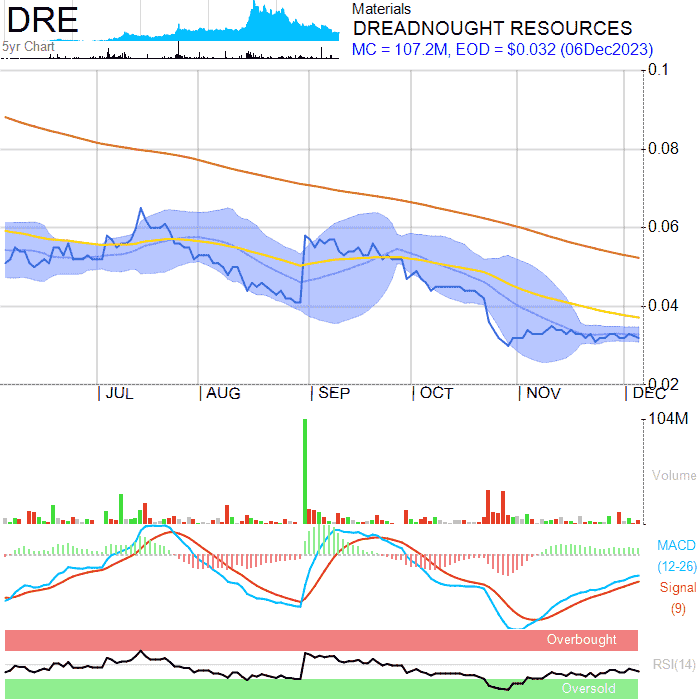 DRE
5yr Chart
Materials
DREADNOUGHT RESOURCES
MC = 107.2M, EOD = $0.032 (06Dec2023)
0.1
0.08
0.06
0.04
0.02
JUL AUG SEP OCT NOV DEC
104M
Volume
MACD
(12-26)
Signal
(9)
Overbought
RSI(14)
Oversold